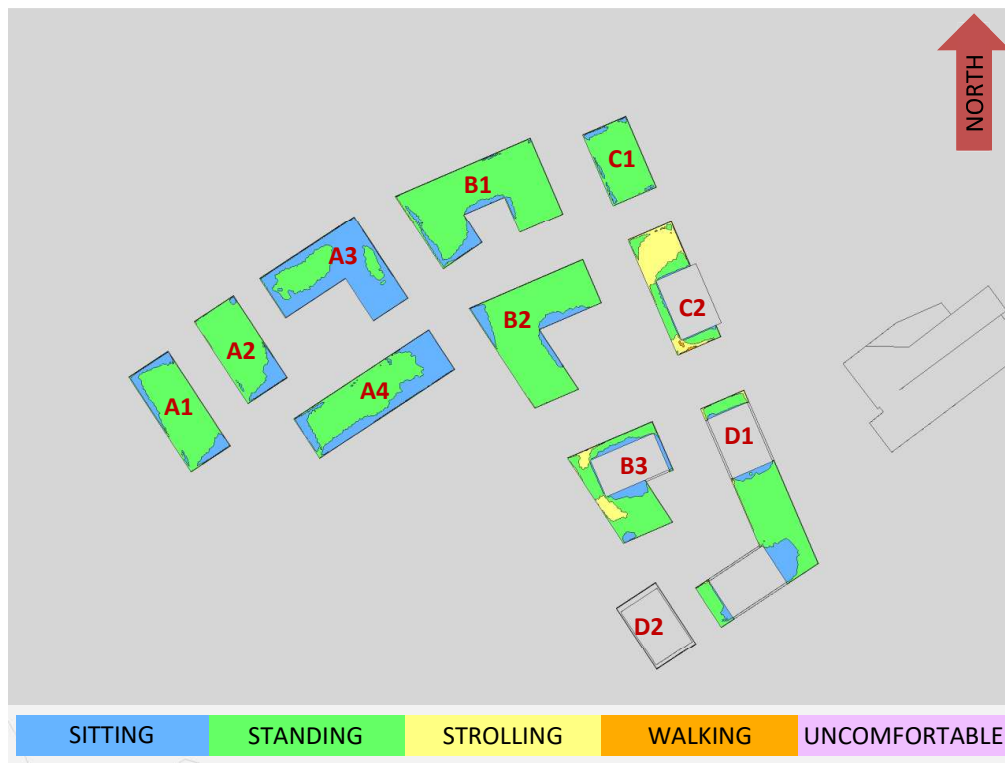 NORTH
C1
B1
A3
C2
B2
A2
A4
A1
D1
B3
D2
SITTING
STANDING
STROLLING
WALKING
UNCOMFORTABLE